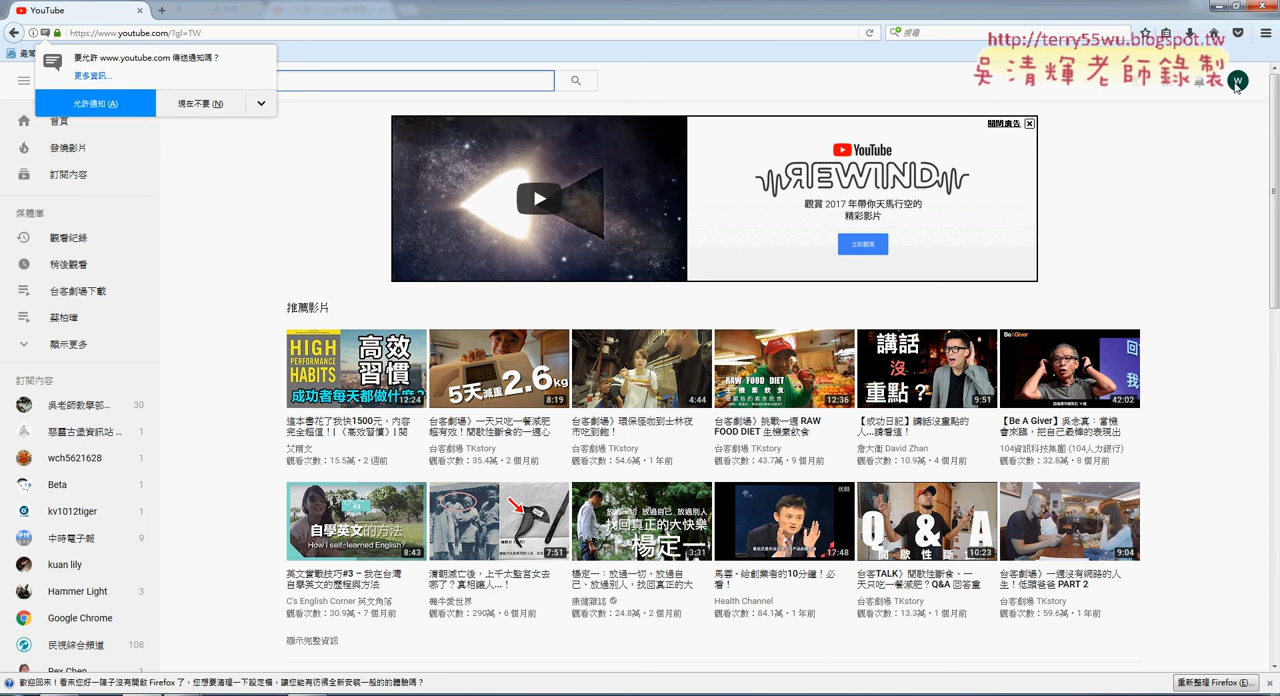 YouTube
https://www.youtube.com/?gl=TW
搜尋
http://terry55wu.blogspot.tw
吳清輝老師錄製
要允許 www.youtube.com 傳送通知嗎？
更多資訊...
允許通知 (A)
現在不要 (N)
W
首頁
發燒影片
訂閱內容
媒體庫
觀看紀錄
稍後觀看
台客劇場下載
蔡柏瑋
顯示更多
訂閱內容
吳老師教學部... 30
惡靈古堡資訊站 ... 1
wch5621628 1
Beta 1
kv1012tiger 1
中時電子報 9
kuan lily
Hammer Light 3
Google Chrome
民視綜合頻道 108
Rex Chen 1
關閉廣告
YouTube
REWIND
觀賞 2017 年帶你天馬行空的
精彩影片
立即觀賞
推薦影片
HIGH
PERFORMANCE
HABITS
高效
習慣
成功者每天都做什麼?
12:24
5天減重2.6kg
8:19
4:44
RAW FOOD DIET
生機素飲食
12:36
講話
沒
重點？
9:51
Be A Giver
42:02
這本書花了我快1500元，內容
完全超值！|《高效習慣》| 閱
艾爾文
觀看次數：15.5萬 • 2 週前
台客劇場》一天只吃一餐減肥
超有效！間歇性斷食的一週心
台客劇場 TKstory
觀看次數：35.4萬 • 2 個月前
台客劇場》環保怪咖到士林夜
市吃到飽！
台客劇場 TKstory
觀看次數：54.6萬 • 1 年前
台客劇場》挑戰一週 RAW
FOOD DIET 生機素飲食
台客劇場 TKstory
觀看次數：43.7萬 • 9 個月前
【成功日記】講話沒重點的
人...請看這！
詹大衛 David Zhan
觀看次數：10.9萬 • 4 個月前
【Be A Giver】吳念真：當機
會來臨，把自己最棒的表現出
104資訊科技集團 (104人力銀行)
觀看次數：32.8萬 • 8 個月前
自學英文的方法
How I self-learned English?
8:43
7:51
放過一切 放過自己 放過別人
找回真正的大快樂
楊定一
3:31
優酷
17:48
Q & A
間歇性斷食
10:23
9:04
英文實戰技巧#3 – 我在台灣
自學英文的歷程與方法
C's English Corner 英文角落
觀看次數：30.9萬 • 7 個月前
清朝滅亡後，上千太監宮女去
哪了？真相讓人...！
楓牛愛世界
觀看次數：290萬 • 6 個月前
楊定一：放過一切、放過自
己、放過別人，找回真正的大
康健雜誌
觀看次數：24.8萬 • 2 個月前
馬雲 - 給創業者的10分鐘！必
看！
Health Channel
觀看次數：84.1萬 • 1 年前
台客TALK》間歇性斷食、一
天只吃一餐減肥？Q&A 回答重
台客劇場 TKstory
觀看次數：13.3萬 • 1 個月前
台客劇場》一週沒有網路的人
生！低頭爸爸 PART 2
台客劇場 TKstory
觀看次數：59.6萬 • 1 年前
顯示完整資訊
歡迎回來！看來您好一陣子沒有開啟 Firefox 了，您想要清理一下設定檔，讓您能有彷彿全新安裝一般的的體驗嗎？
重新整理 Firefox (E)...